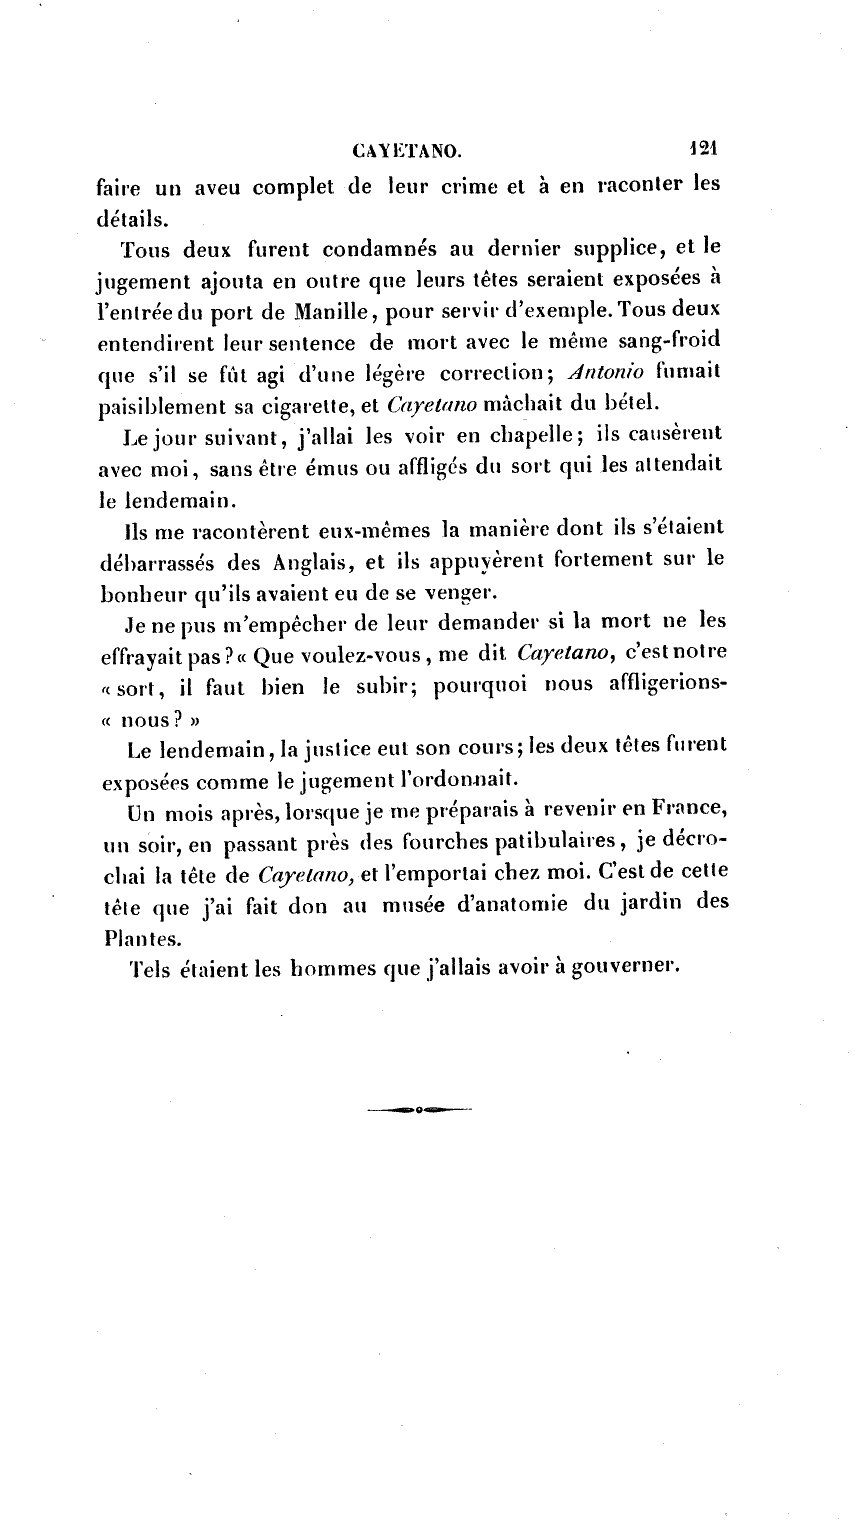 CAYETANO. 121
faire un aveu complet de leur crime et à en raconter les
détails.
Tous deux furent condamnés au dernier supplice, et le
jugement ajouta en outre que leurs têtes seraient exposées à
l'entrée du port de Manille, pour servir d'exemple. Tous deux
entendirent leur sentence de mort avec le même sang-froid
que s'il se fût agi d'une légère correction; Antonio fumait
paisiblement sa cigarette, et Cayetano mâchait du bétel.
Le jour suivant, j'allai les voir en chapelle; ils causèrent
avec moi, sans être émus ou affligés du sort qui les attendait
le lendemain.
Ils me racontèrent eux-mêmes la manière dont ils s'étaient
débarrassés des Anglais, et ils appuyèrent fortement sur le
bonheur qu'ils avaient eu de se venger.
Je ne pus m'empêcher de leur demander si la mort ne les
effrayait pas? « Que voulez-vous, me dit Cayetano, c'est notre
« sort, il faut bien le subir; pourquoi nous affligerions-
« nous? »
Le lendemain, la justice eut son cours; les deux têtes furent
exposées comme le jugement l'ordonnait.
Un mois après, lorsque je me préparais à revenir en France,
un soir, en passant près des fourches patibulaires, je décro-
chai la tête de Cayetano, et l'emportai chez moi. C'est de cette
tête que j'ai fait don au musée d'anatomie du jardin des
Plantes.
Tels étaient les hommes que j'allais avoir à gouverner.